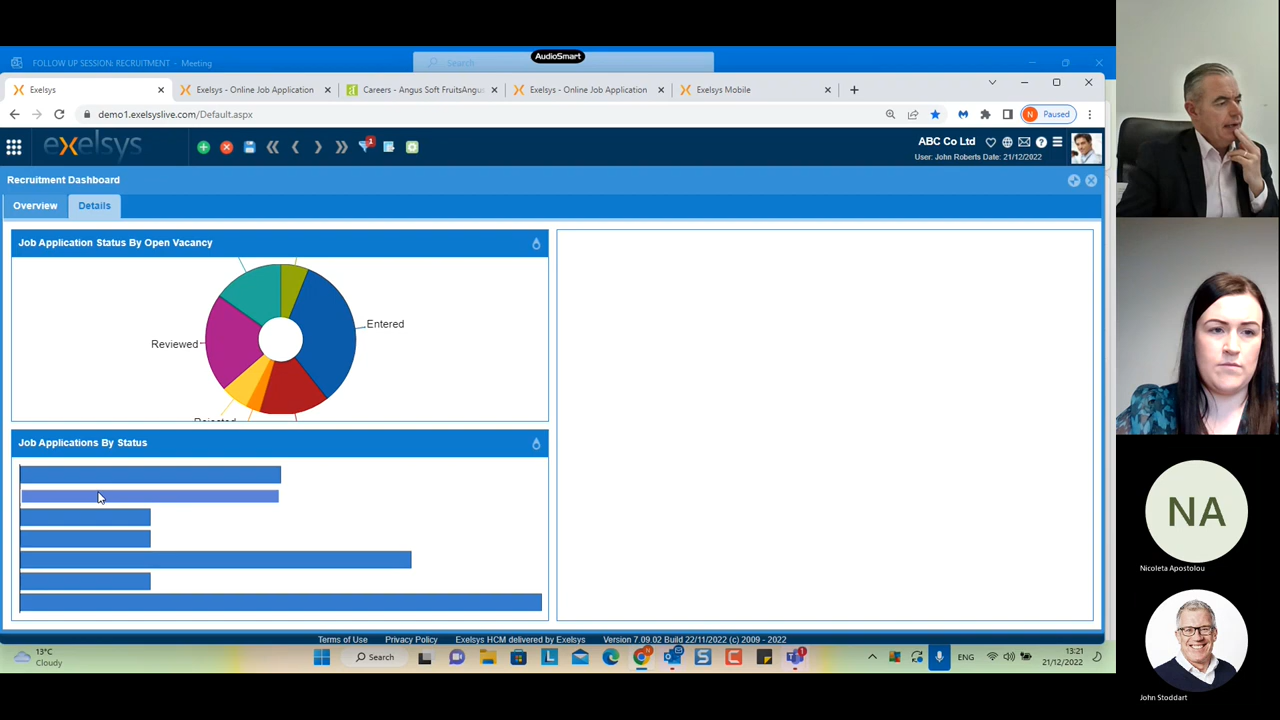 AudioSmart
FOLLOW UP SESSION: RECRUITMENT - Meeting
Search
Exelsys
Exelsys - Online Job Application
Careers - Angus Soft FruitsAngus
Exelsys - Online Job Application
Exelsys Mobile
demo1.exelsyslive.com/Default.aspx
N
Paused
exelsys
1
ABC Co Ltd
User: John Roberts Date: 21/12/2022
Recruitment Dashboard
Overview
Details
Job Application Status By Open Vacancy
Entered
Reviewed
Rejected
Job Applications By Status
Terms of Use
Privacy Policy
Exelsys HCM delivered by Exelsys
Version 7.09.02 Build 22/11/2022 (c) 2009 - 2022
13°C
Cloudy
Search
ENG
13:21
21/12/2022
NA
Nicoleta Apostolou
John Stoddart